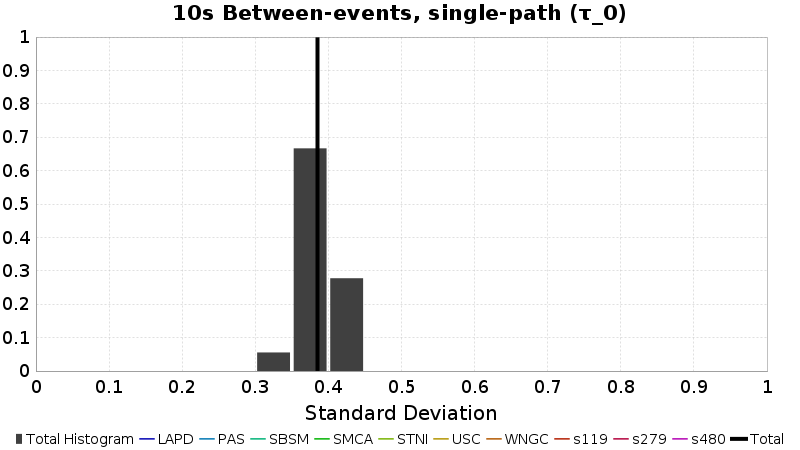 10s Between-events, single-path (τ_0)
1
0.9
0.8
0.7
0.6
0.5
0.4
0.3
0.2
0.1
0
0 0.1 0.2 0.3 0.4 0.5 0.6 0.7 0.8 0.9 1
Standard Deviation
Total Histogram LAPD PAS SBSM SMCA STNI USC WNGC s119 s279 s480 Total